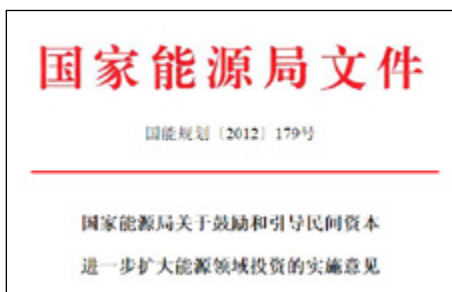 国家能源局文件
国能规划〔2012〕179号
国家能源局关于鼓励和引导民间资本
进一步扩大能源领域投资的实施意见